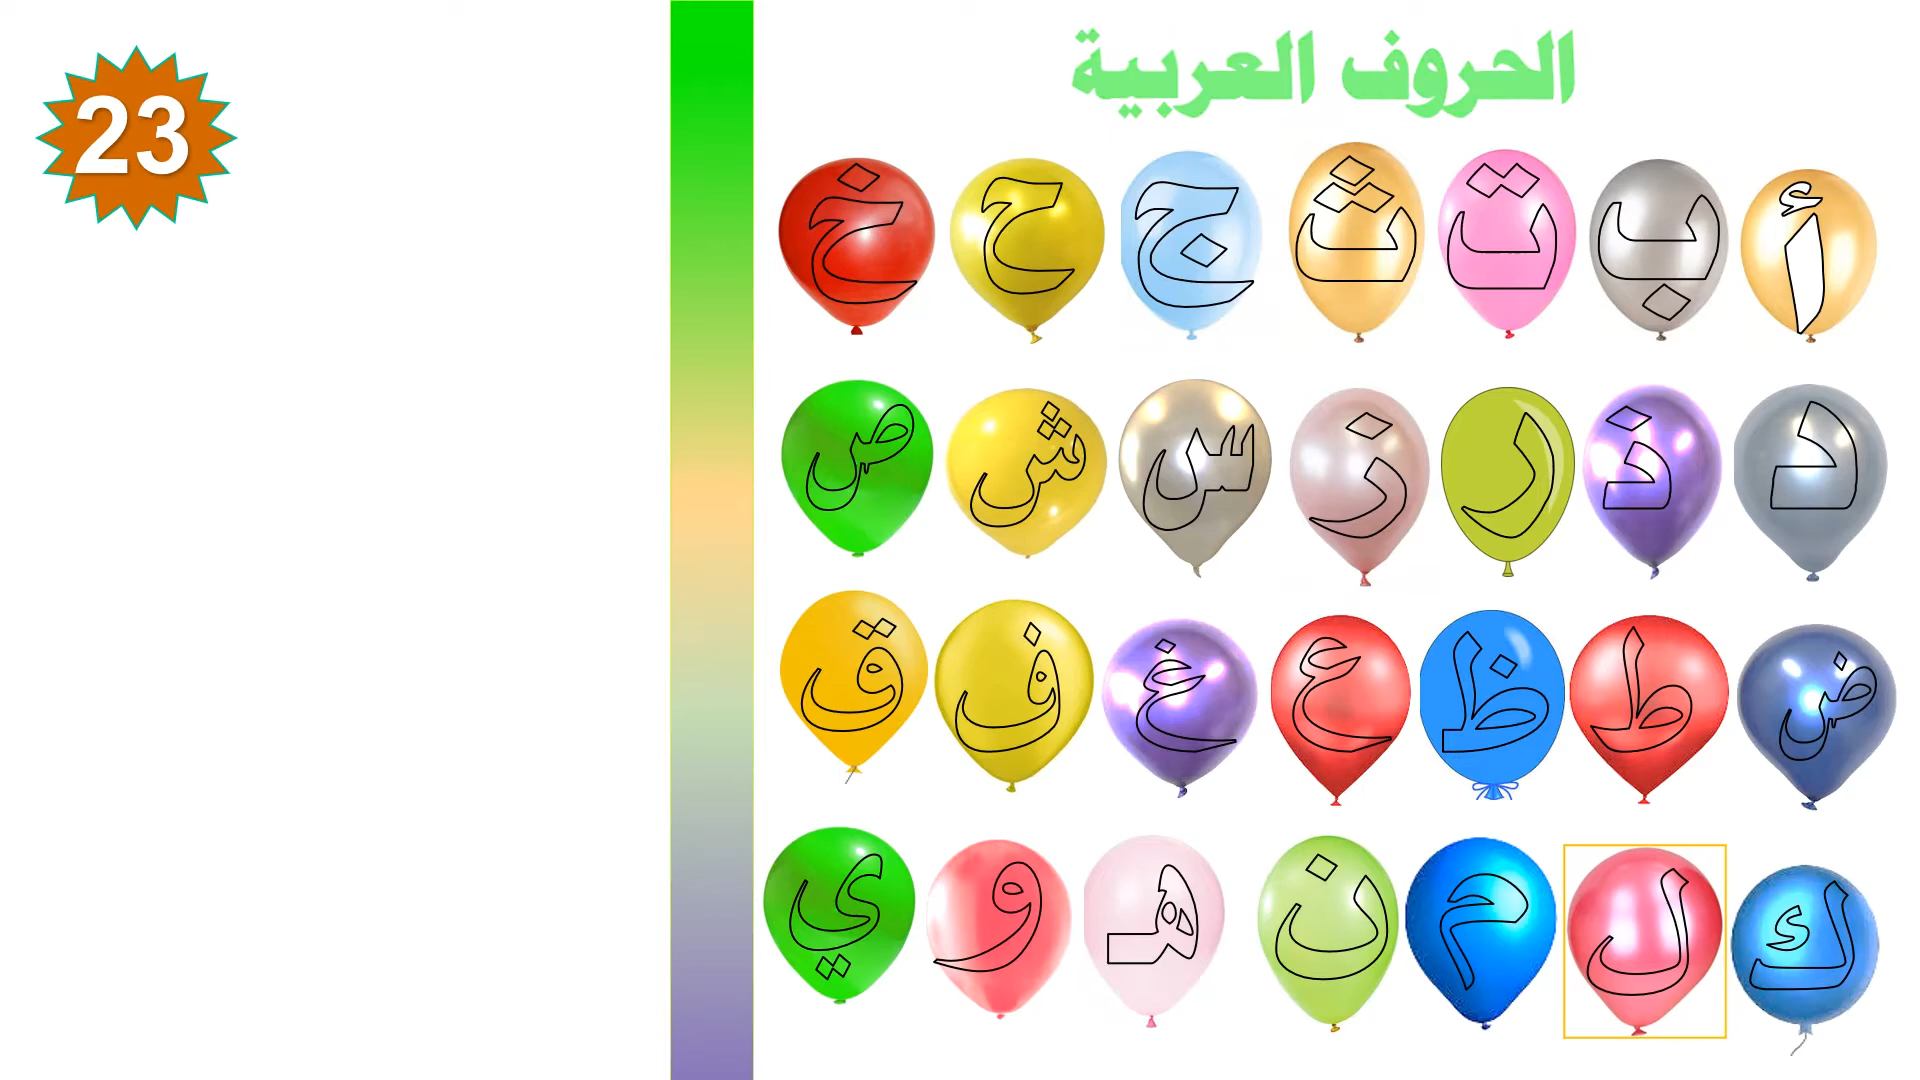 23
الحروف العربية
أ ب ت ث ج ح خ
د ذ ر ز س ش ص
ض ط ظ ع غ ف ق
ك ل م ن هـ و ي